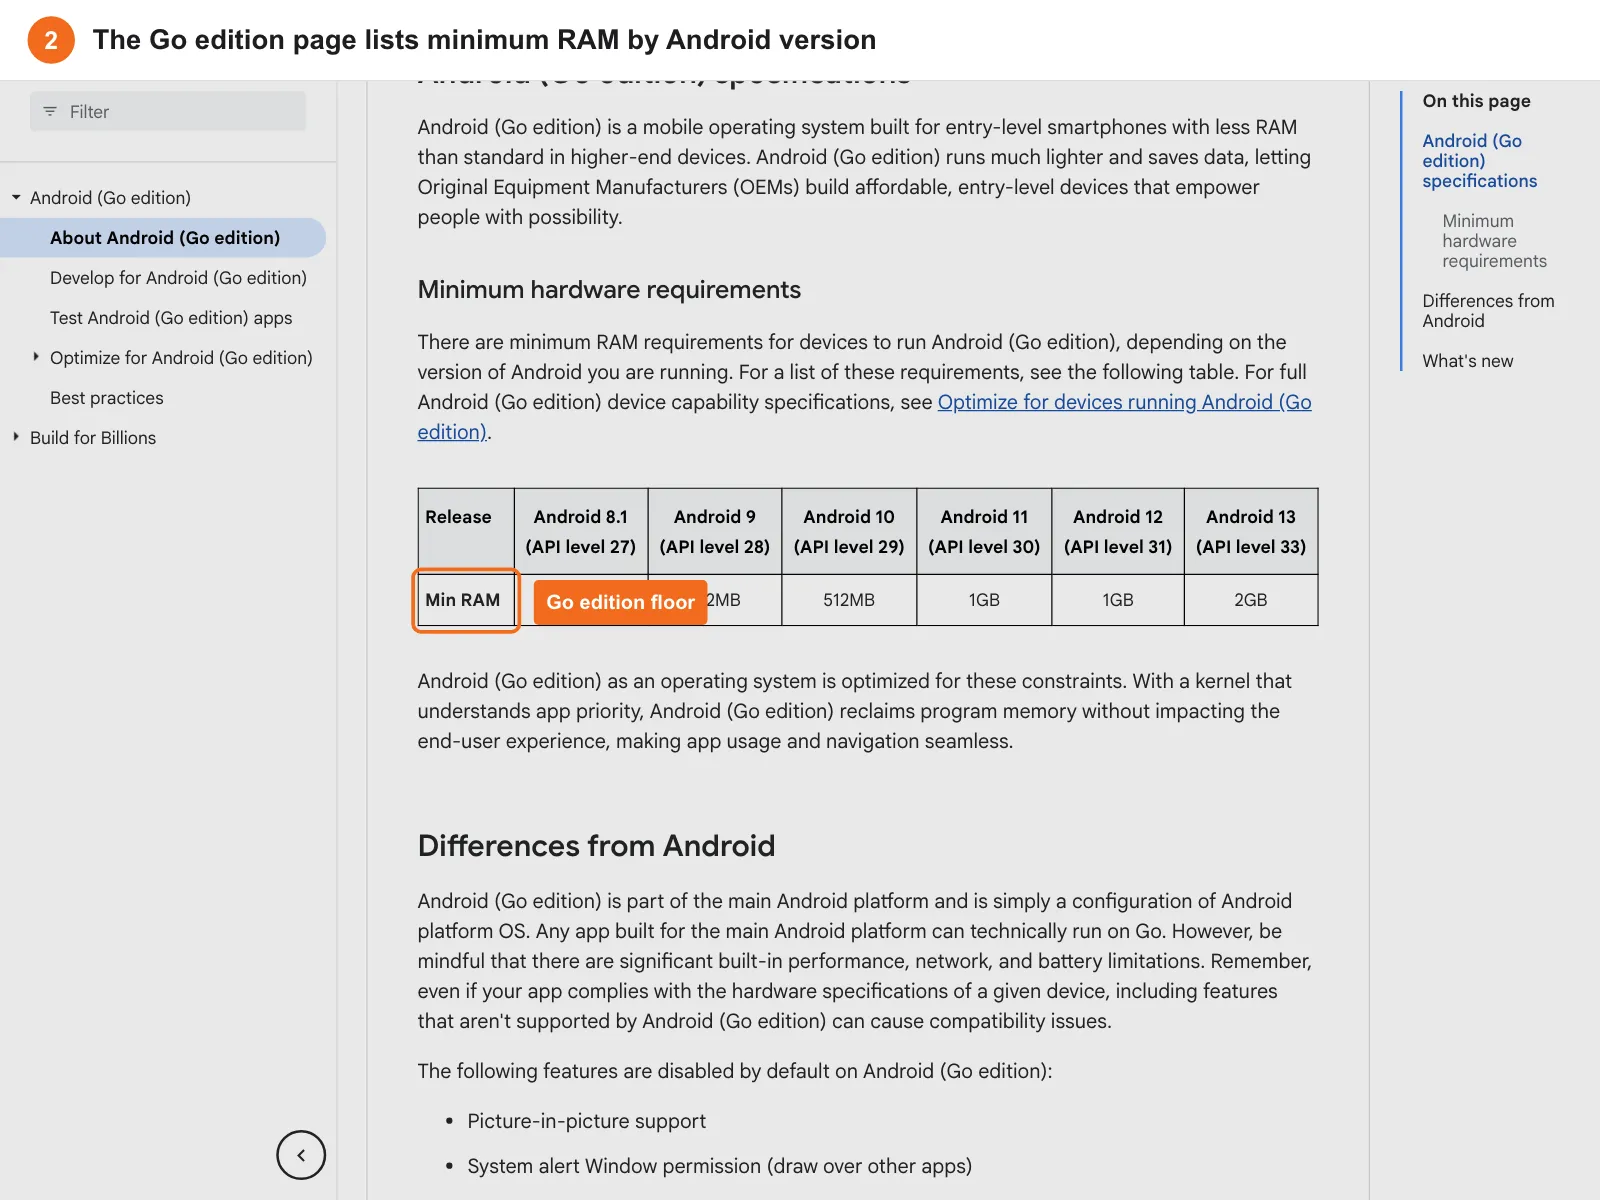 2 The Go edition page lists minimum RAM by Android version
Filter
Android (Go edition)
About Android (Go edition)
Develop for Android (Go edition)
Test Android (Go edition) apps
Optimize for Android (Go edition)
Best practices
Build for Billions
Android (Go edition) specifications
Android (Go edition) is a mobile operating system built for entry-level smartphones with less RAM
than standard in higher-end devices. Android (Go edition) runs much lighter and saves data, letting
Original Equipment Manufacturers (OEMs) build affordable, entry-level devices that empower
people with possibility.
Minimum hardware requirements
There are minimum RAM requirements for devices to run Android (Go edition), depending on the
version of Android you are running. For a list of these requirements, see the following table. For full
Android (Go edition) device capability specifications, see Optimize for devices running Android (Go
edition).
Release Android 8.1 Android 9 Android 10 Android 11 Android 12 Android 13
(API level 27) (API level 28) (API level 29) (API level 30) (API level 31) (API level 33)
Min RAM Go edition floor 2MB 512MB 1GB 1GB 2GB
Android (Go edition) as an operating system is optimized for these constraints. With a kernel that
understands app priority, Android (Go edition) reclaims program memory without impacting the
end-user experience, making app usage and navigation seamless.
Differences from Android
Android (Go edition) is part of the main Android platform and is simply a configuration of Android
platform OS. Any app built for the main Android platform can technically run on Go. However, be
mindful that there are significant built-in performance, network, and battery limitations. Remember,
even if your app complies with the hardware specifications of a given device, including features
that aren't supported by Android (Go edition) can cause compatibility issues.
The following features are disabled by default on Android (Go edition):
• Picture-in-picture support
• System alert Window permission (draw over other apps)
On this page
Android (Go
edition)
specifications
Minimum
hardware
requirements
Differences from
Android
What's new